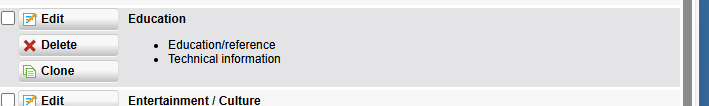 Edit Education
Delete • Education/reference
• Technical information
Clone
Edit Entertainment / Culture